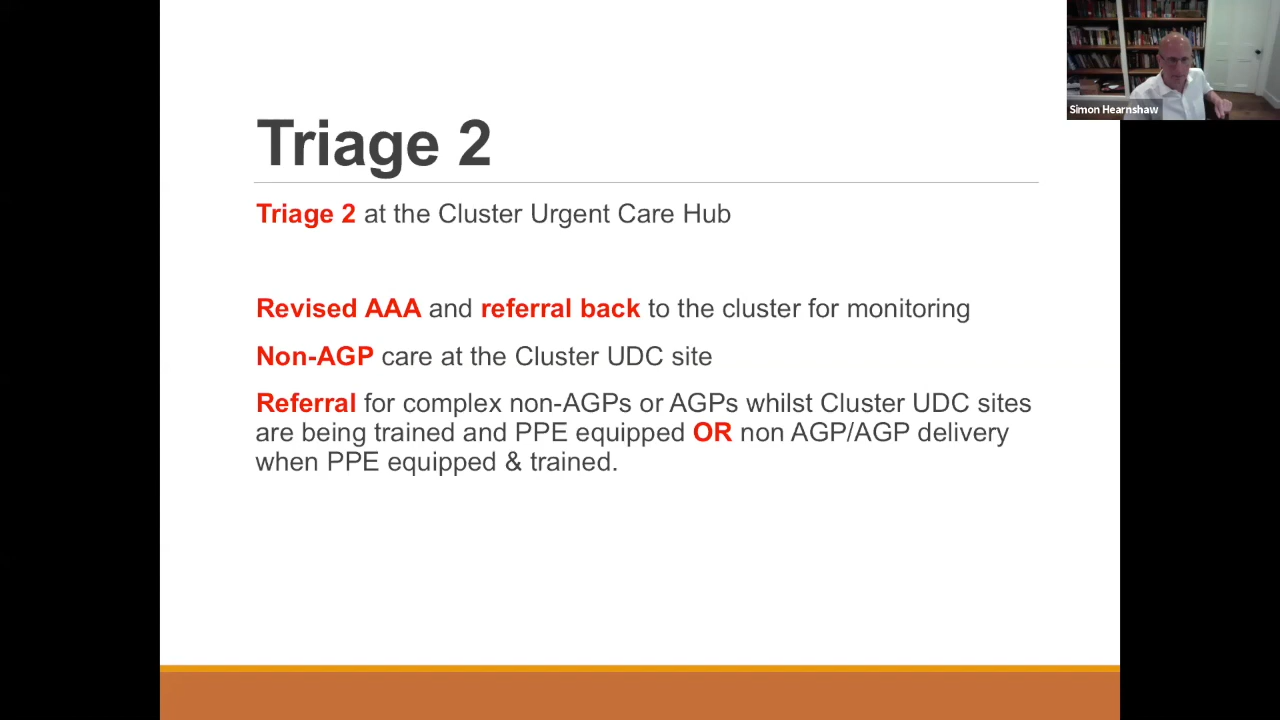 Simon Hearnshaw
Triage 2
Triage 2 at the Cluster Urgent Care Hub
Revised AAA and referral back to the cluster for monitoring
Non-AGP care at the Cluster UDC site
Referral for complex non-AGPs or AGPs whilst Cluster UDC sites
are being trained and PPE equipped OR non AGP/AGP delivery
when PPE equipped & trained.